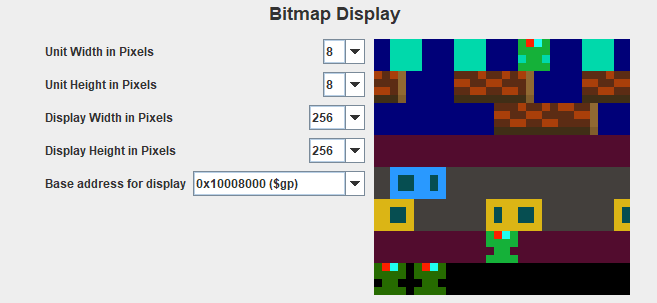 Bitmap Display
Unit Width in Pixels 8
Unit Height in Pixels 8
Display Width in Pixels 256
Display Height in Pixels 256
Base address for display 0x10008000 ($gp)